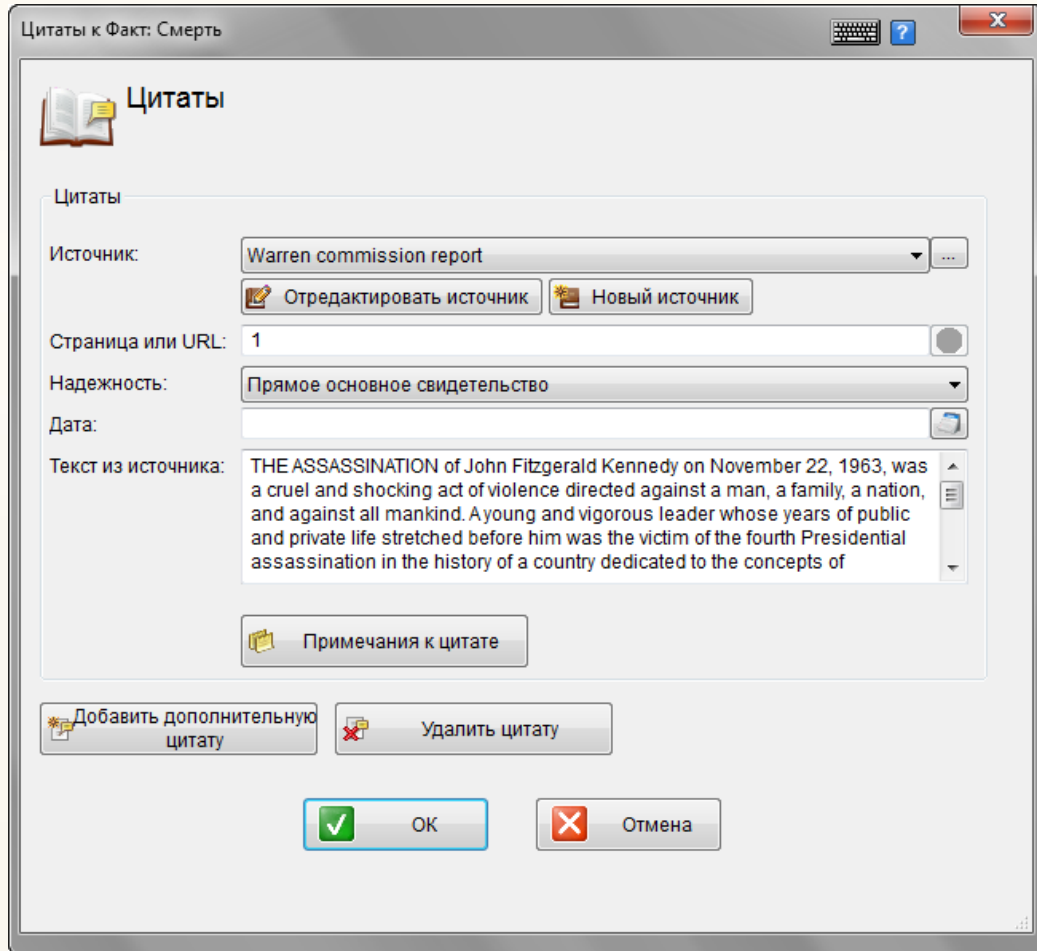 Цитаты к Факт: Смерть
?
Цитаты
Цитаты
Источник:
Warren commission report
...
Отредактировать источник
Новый источник
Страница или URL:
1
Надежность:
Прямое основное свидетельство
Дата:
Текст из источника:
THE ASSASSINATION of John Fitzgerald Kennedy on November 22, 1963, was
a cruel and shocking act of violence directed against a man, a family, a nation,
and against all mankind. A young and vigorous leader whose years of public
and private life stretched before him was the victim of the fourth Presidential
assassination in the history of a country dedicated to the concepts of
Примечания к цитате
Добавить дополнительную
цитату
Удалить цитату
ОК
Отмена